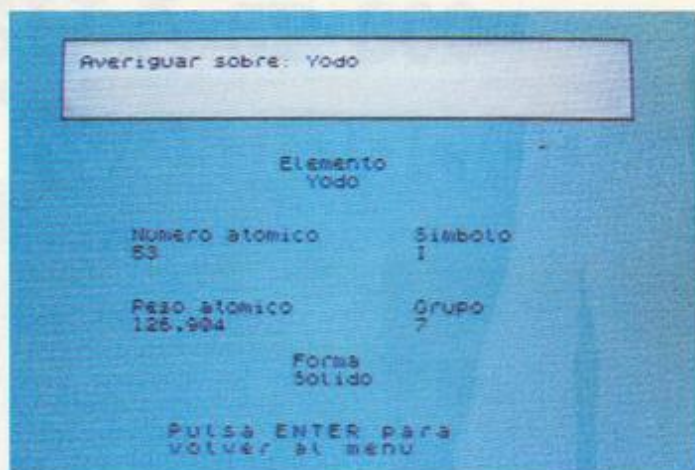 Averiguar sobre: Yodo
Elemento
Yodo
Numero atomico
53
Simbolo
I
Peso atomico
126.904
Grupo
7
Forma
Solido
Pulsa ENTER para
volver al menu